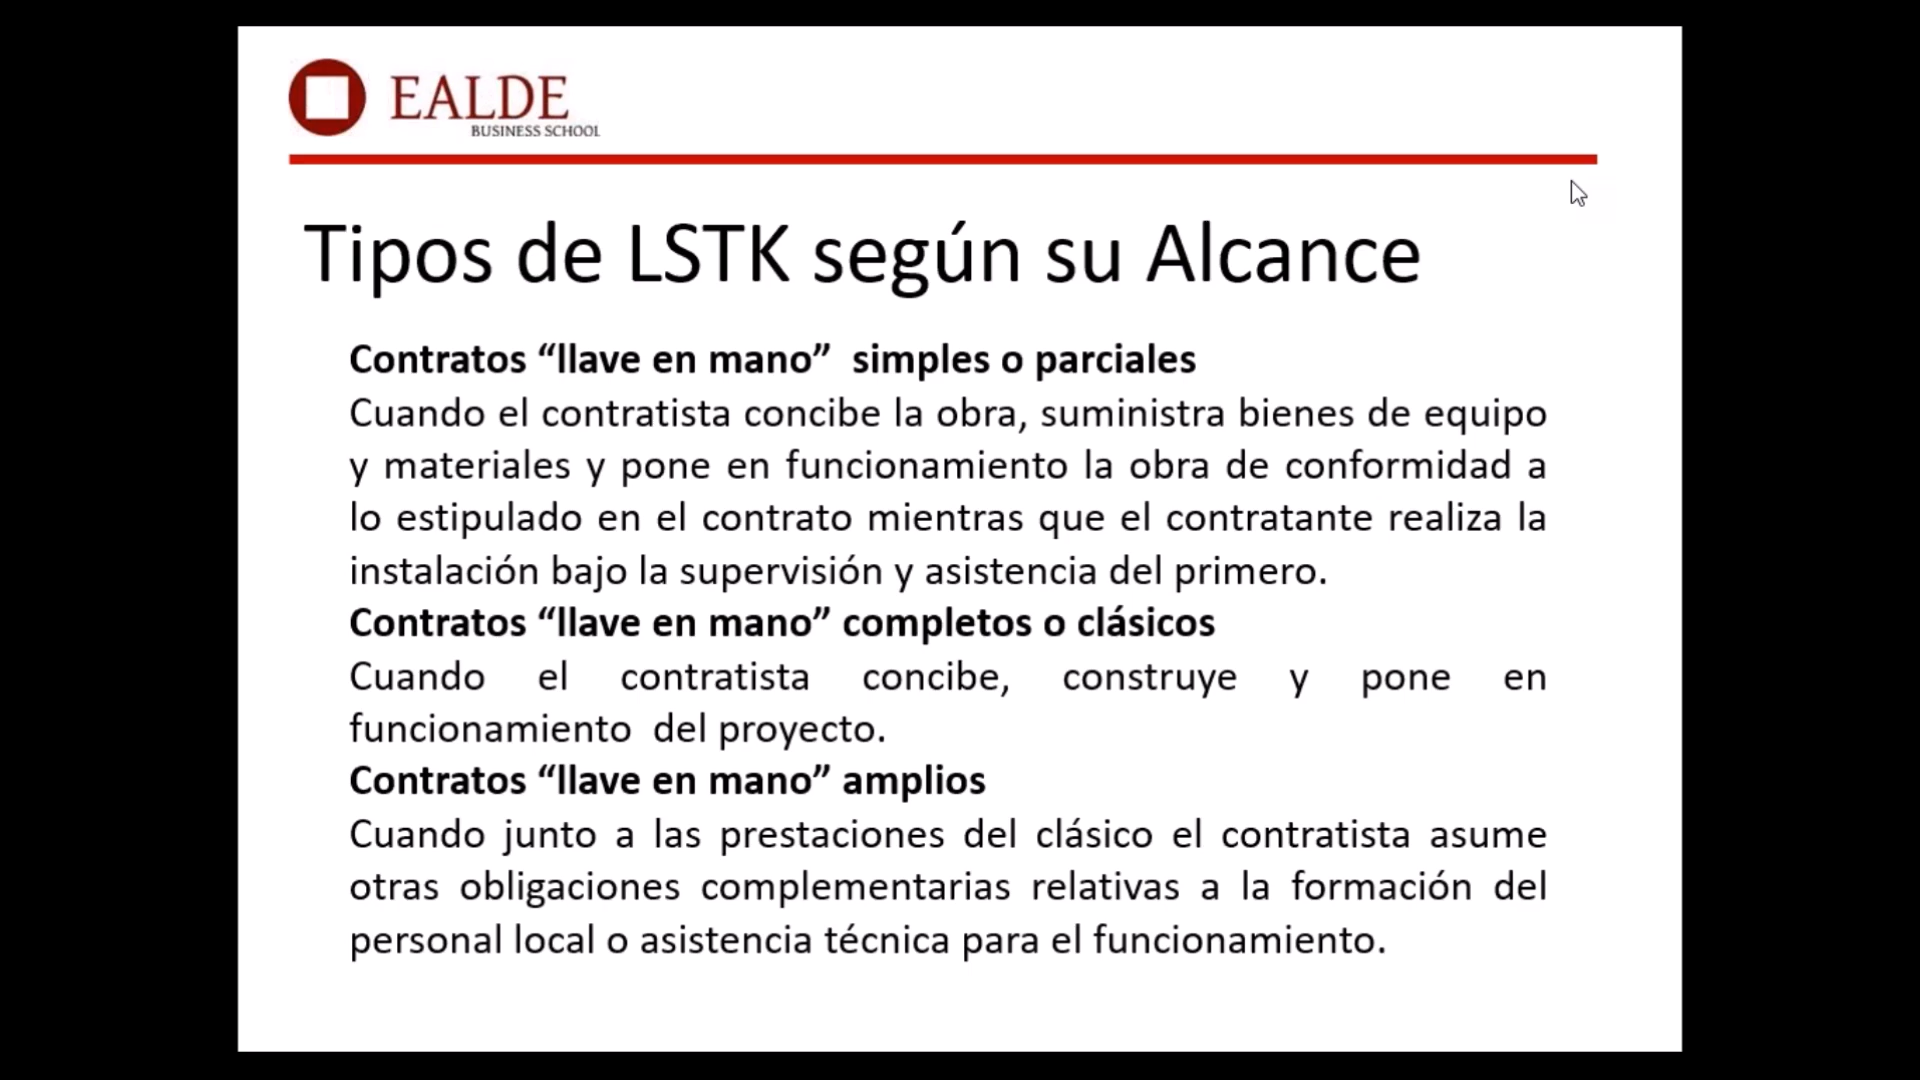 EALDE
BUSINESS SCHOOL
Tipos de LSTK según su Alcance
Contratos “llave en mano”  simples o parciales
Cuando el contratista concibe la obra, suministra bienes de equipo
y materiales y pone en funcionamiento la obra de conformidad a
lo estipulado en el contrato mientras que el contratante realiza la
instalación bajo la supervisión y asistencia del primero.
Contratos “llave en mano” completos o clásicos
Cuando el contratista concibe, construye y pone en
funcionamiento  del proyecto.
Contratos “llave en mano” amplios
Cuando junto a las prestaciones del clásico el contratista asume
otras obligaciones complementarias relativas a la formación del
personal local o asistencia técnica para el funcionamiento.